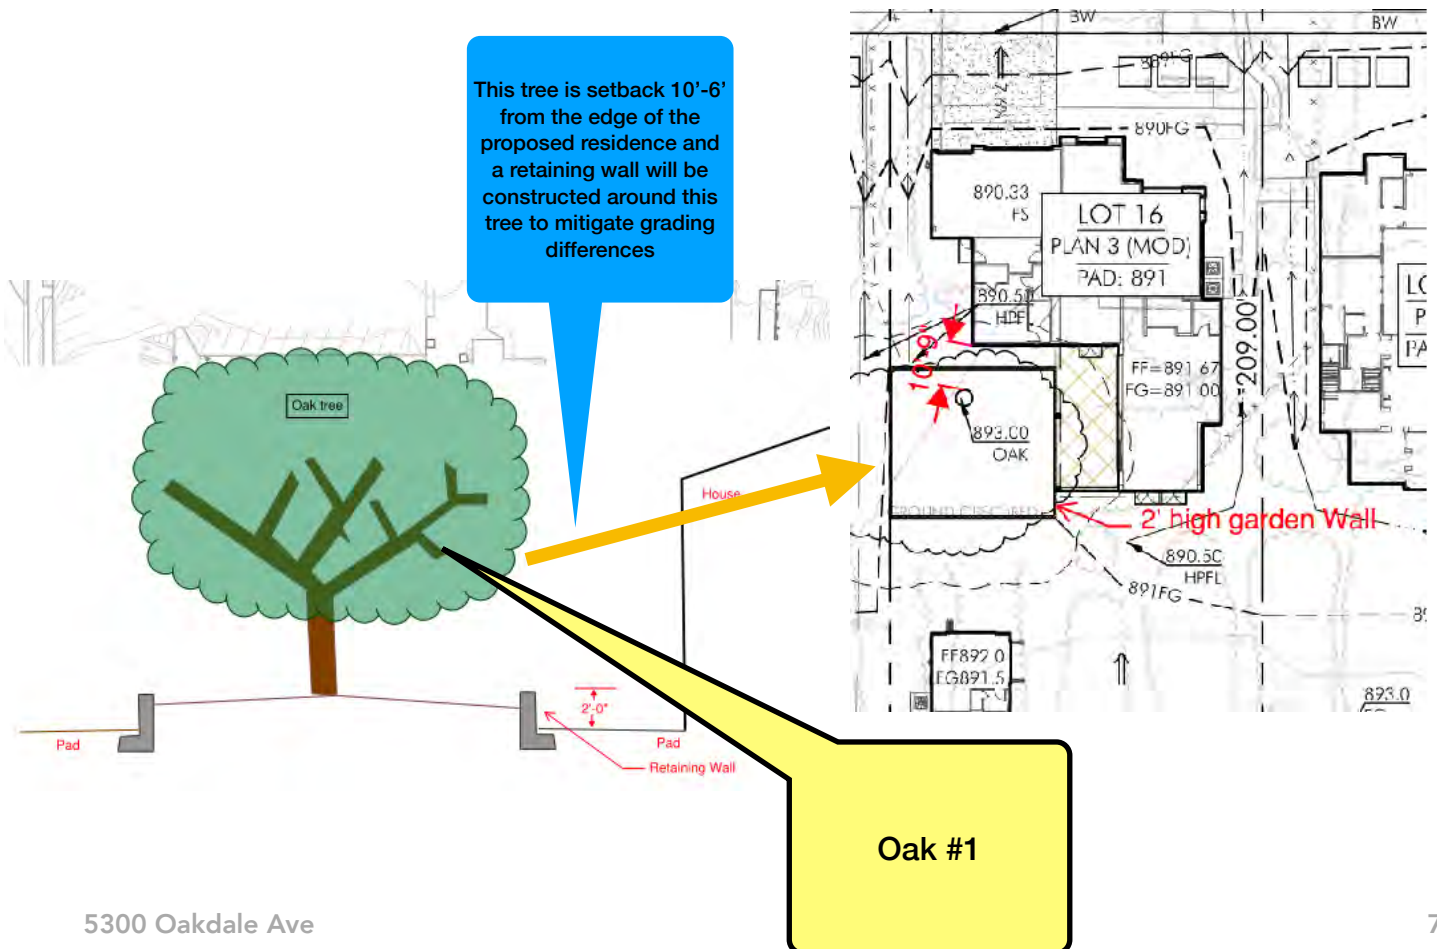 This tree is setback 10’-6’
from the edge of the
proposed residence and
a retaining wall will be
constructed around this
tree to mitigate grading
differences
Oak tree
House
2'-0"
Pad
Pad
Retaining Wall
BW
BW
889FG
890FG
890.33
FS
LOT 16
PLAN 3 (MOD)
PAD: 891
890.50
HPF
10'-9"
FF=891.67
FG=891.00
209.00'
893.00
OAK
2' high garden Wall
890.50
HPFL
891FG
FF892.0
FG891.5
893.0
Oak #1
5300 Oakdale Ave
7